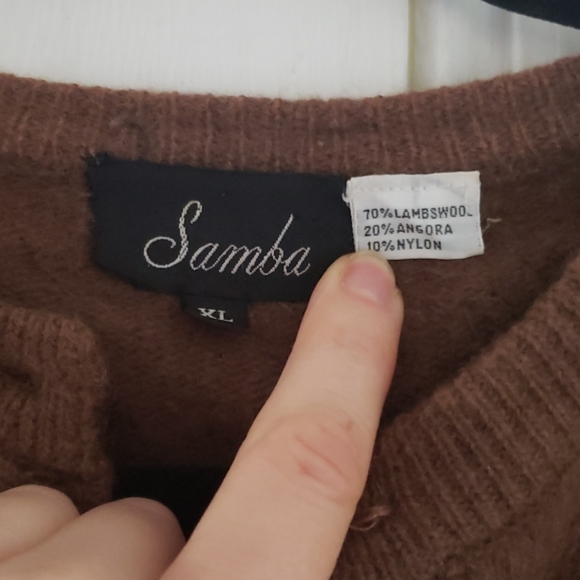 Samba
XL
70% LAMBSWOOL
20% ANGORA
10% NYLON